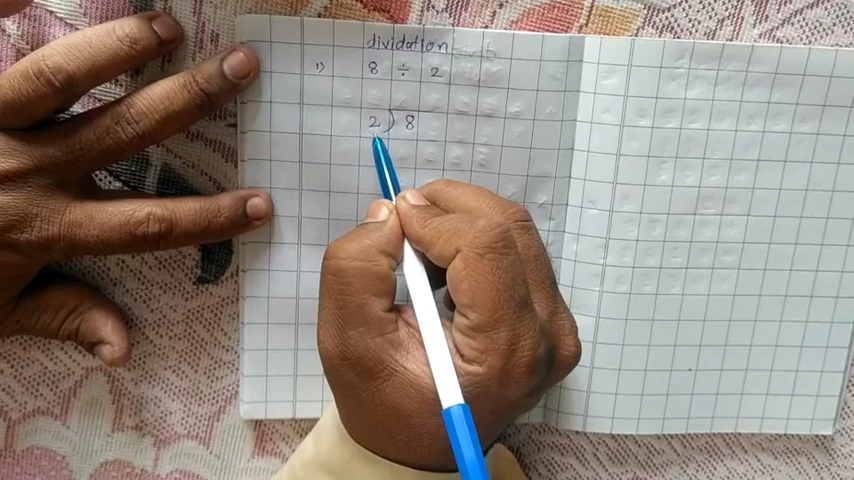 dividation
1) 8 ÷ 2
2 ) 8